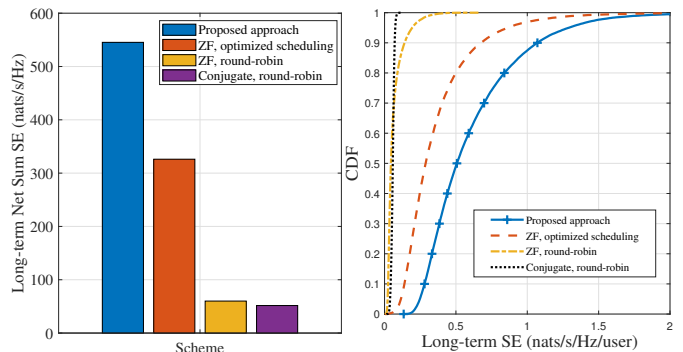 Long-term Net Sum SE (nats/s/Hz)
600
500
400
300
200
100
0
Proposed approach
ZF, optimized scheduling
ZF, round-robin
Conjugate, round-robin
Scheme
CDF
1
0.9
0.8
0.7
0.6
0.5
0.4
0.3
0.2
0.1
0
Proposed approach
ZF, optimized scheduling
ZF, round-robin
Conjugate, round-robin
0 0.5 1 1.5 2
Long-term SE (nats/s/Hz/user)